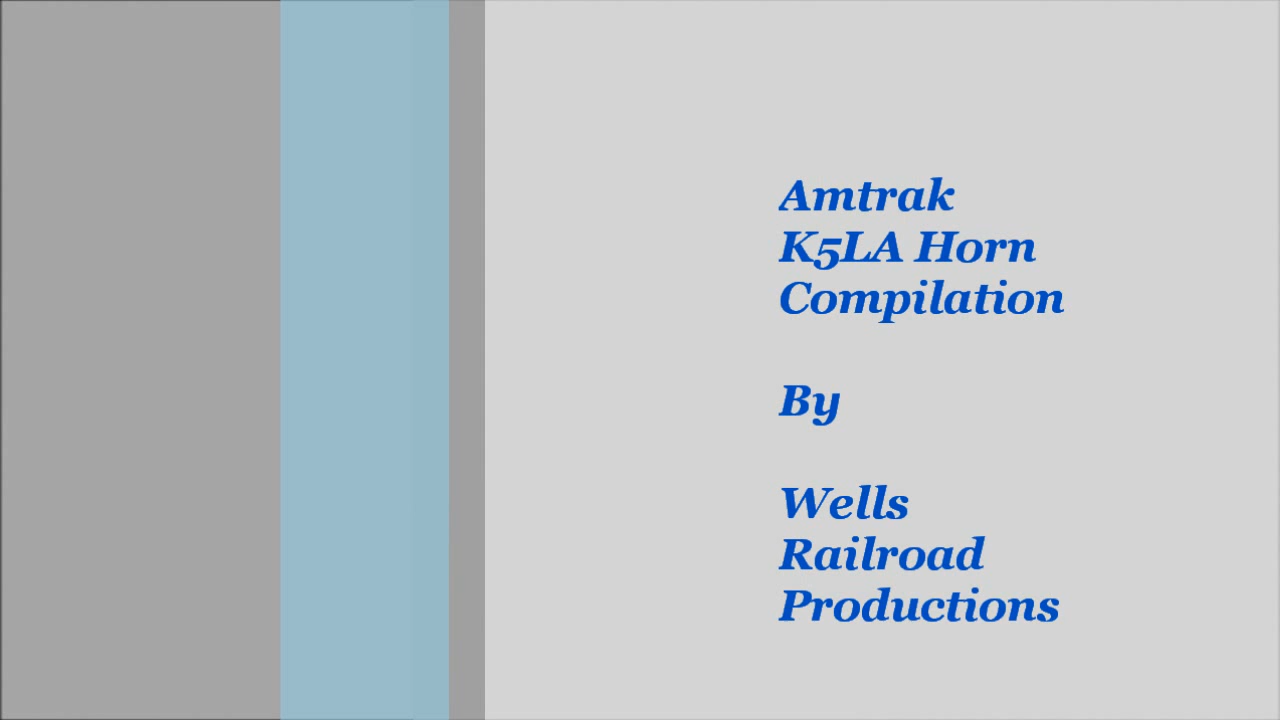 Amtrak
K5LA Horn
Compilation
By
Wells
Railroad
Productions